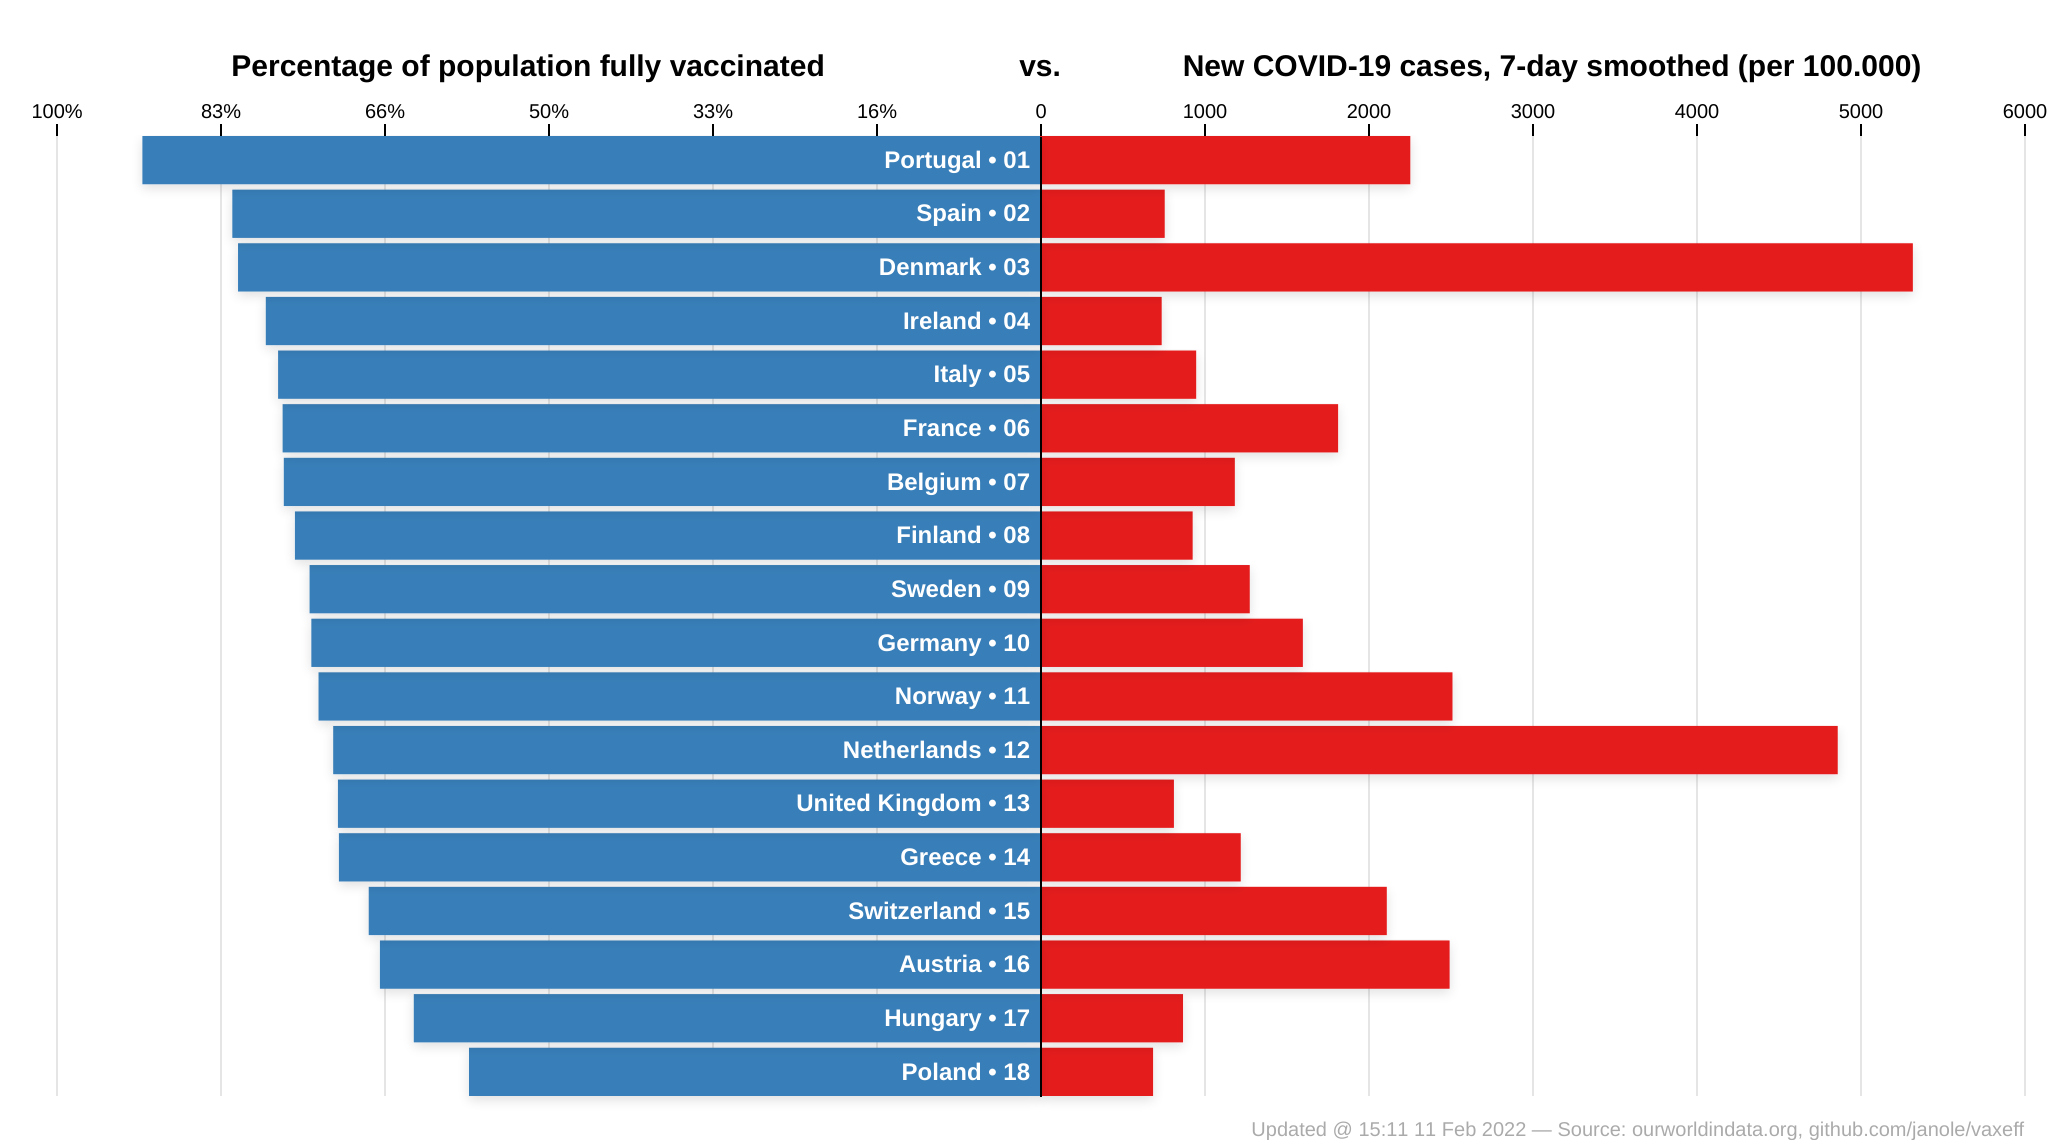 Percentage of population fully vaccinated vs. New COVID-19 cases, 7-day smoothed (per 100.000)
100% 83% 66% 50% 33% 16% 0 1000 2000 3000 4000 5000 6000
Portugal • 01
Spain • 02
Denmark • 03
Ireland • 04
Italy • 05
France • 06
Belgium • 07
Finland • 08
Sweden • 09
Germany • 10
Norway • 11
Netherlands • 12
United Kingdom • 13
Greece • 14
Switzerland • 15
Austria • 16
Hungary • 17
Poland • 18
Updated @ 15:11 11 Feb 2022 — Source: ourworldindata.org, github.com/janole/vaxeff